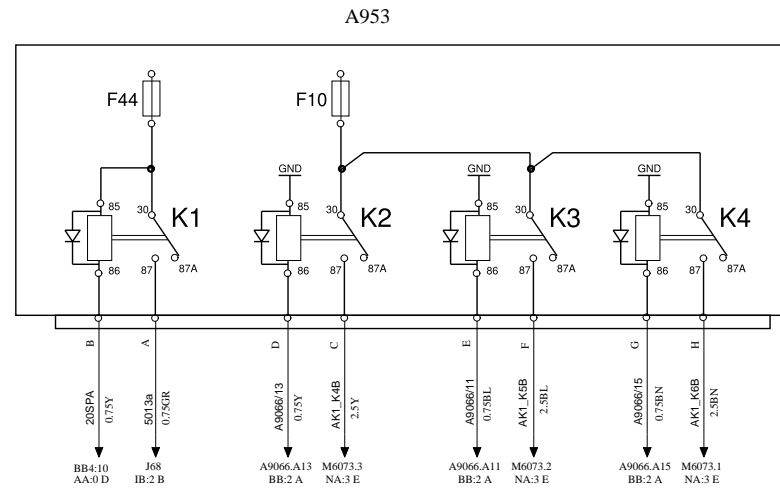 A953
F44 F10
GND GND GND
85 85 85 85
30 K1 30 K2 30 K3 30 K4
86 87 87A 86 87 87A 86 87 87A 86 87 87A
B A D C E F G H
20SPA 0.75Y 5013a 0.75GR A9066/13 0.75Y AK1_K4B 2.5Y A9066/11 0.75BL AK1_K5B 2.5BL A9066/15 0.75BN AK1_K6B 2.5BN
BB4:10 J68 A9066.A13 M6073.3 A9066.A11 M6073.2 A9066.A15 M6073.1
AA:0 D IB:2 B BB:2 A NA:3 E BB:2 A NA:3 E BB:2 A NA:3 E